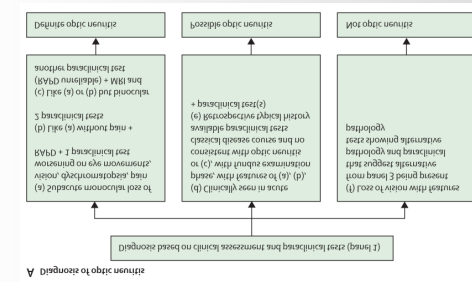 A Diagnosis of optic neuritis
Diagnosis based on clinical assessment and paraclinical tests (panel 1)
(a) Subacute monocular loss of
vision, dyschromatopsia, pain
worsening on eye movements,
RAPD + 1 paraclinical test
(b) Like (a) without pain +
2 paraclinical tests
(c) Like (a) or (b) but binocular
(RAPD unreliable) + MRI and
another paraclinical test
(d) Clinically seen in acute
phase, with features of (a), (b),
or (c), with fundus examination
consistent with optic neuritis
classical disease course and no
available paraclinical tests
(e) Retrospective typical history
+ paraclinical test(s)
(f) Loss of vision with features
from panel 3 being present
that suggest alternative
pathology and paraclinical
tests showing alternative
pathology
Definite optic neuritis
Possible optic neuritis
Not optic neuritis